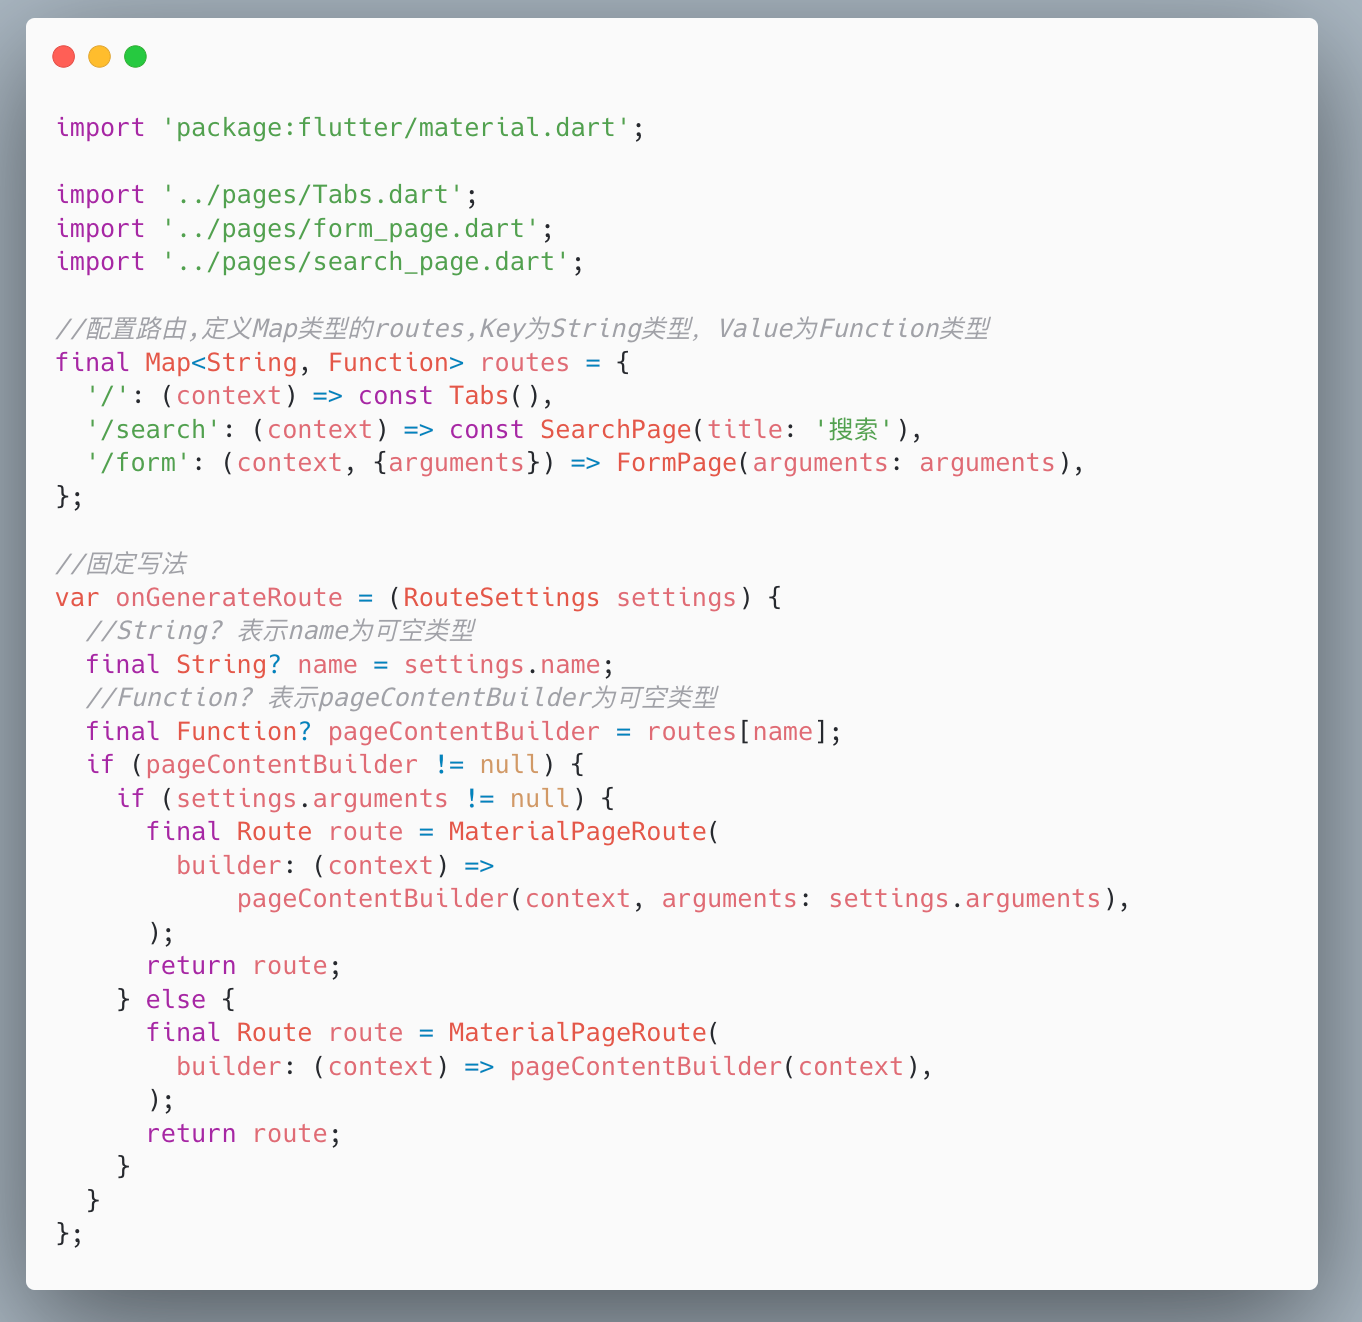 import 'package:flutter/material.dart';
import '../pages/Tabs.dart';
import '../pages/form_page.dart';
import '../pages/search_page.dart';
//配置路由,定义Map类型的routes,Key为String类型, Value为Function类型
final Map<String, Function> routes = {
  '/': (context) => const Tabs(),
  '/search': (context) => const SearchPage(title: '搜索'),
  '/form': (context, {arguments}) => FormPage(arguments: arguments),
};
//固定写法
var onGenerateRoute = (RouteSettings settings) {
  //String? 表示name为可空类型
  final String? name = settings.name;
  //Function? 表示pageContentBuilder为可空类型
  final Function? pageContentBuilder = routes[name];
  if (pageContentBuilder != null) {
    if (settings.arguments != null) {
      final Route route = MaterialPageRoute(
        builder: (context) =>
            pageContentBuilder(context, arguments: settings.arguments),
      );
      return route;
    } else {
      final Route route = MaterialPageRoute(
        builder: (context) => pageContentBuilder(context),
      );
      return route;
    }
  }
};